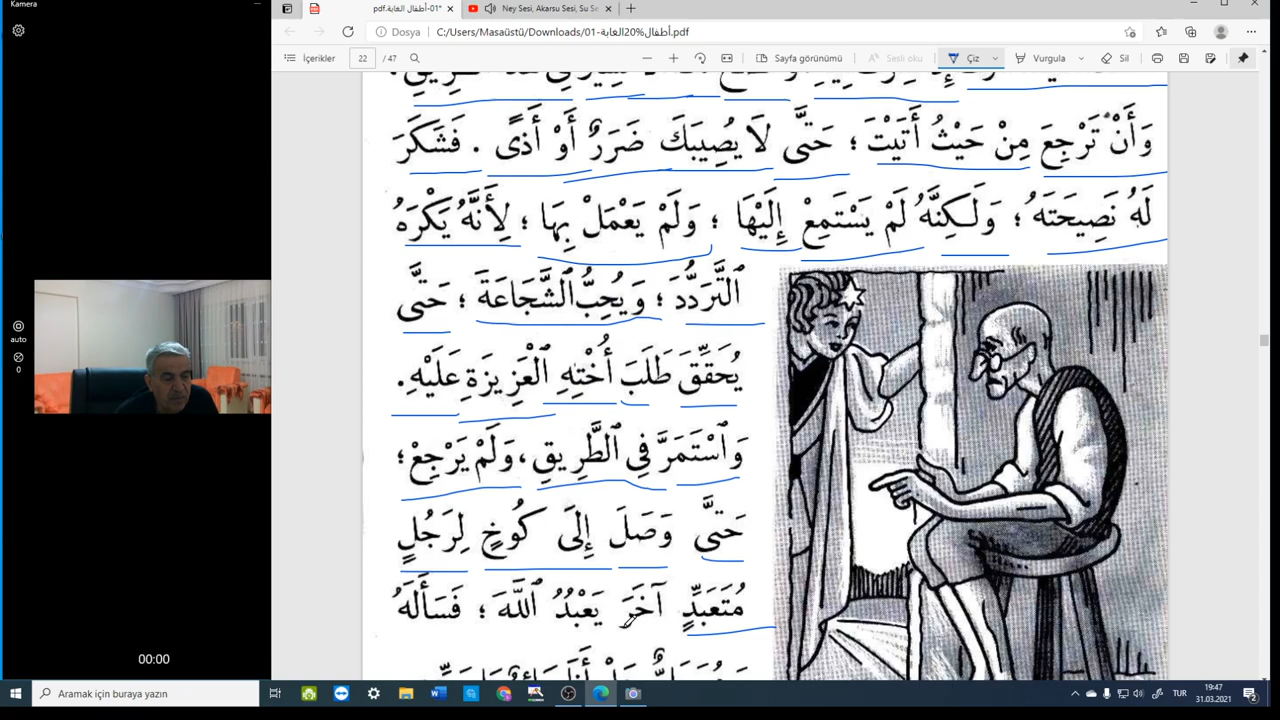 Kamera
01-أطفال الغابة.pdf*
Ney Sesi, Akarsu Sesi, Su Se
Dosya
C:/Users/Masaüstü/Downloads/01-أطفال%20الغابة.pdf
İçerikler
22
/ 47
Sayfa görünümü
Sesli oku
Çiz
Vurgula
Sil
وَأَنْ تَرْجِعَ مِنْ حَيْثُ أَتَيْتَ ؛ حَتَّى لَا يُصِيبَكَ ضَرَرٌ أَوْ أَذًى . فَشَكَرَ
لَهُ نَصِيحَتَهُ ؛ وَلَـكِنَّهُ لَمْ يَسْتَمِعْ إِلَيْهَا ؛ وَلَمْ يَعْمَلْ بِهَا ؛ لِأَنَّهُ يَكْرَهُ
ٱلتَّرَدُّدَ ؛ وَيُحِبُّ ٱلشَّجَاعَةَ ؛ حَتَّى
يُحَقِّقَ طَلَبَ أُخْتِهِ ٱلْعَزِيزَةِ عَلَيْهِ .
وَٱسْتَمَرَّ فِي ٱلطَّرِيقِ، وَلَمْ يَرْجِعْ ؛
حَتَّى وَصَلَ إِلَى كُوخٍ لِرَجُلٍ
مُتَعَبِّدٍ آخَرَ يَعْبُدُ ٱللّٰهَ ؛ فَسَأَلَهُ
auto
0
00:00
Aramak için buraya yazın
TUR
19:47
31.03.2021
2